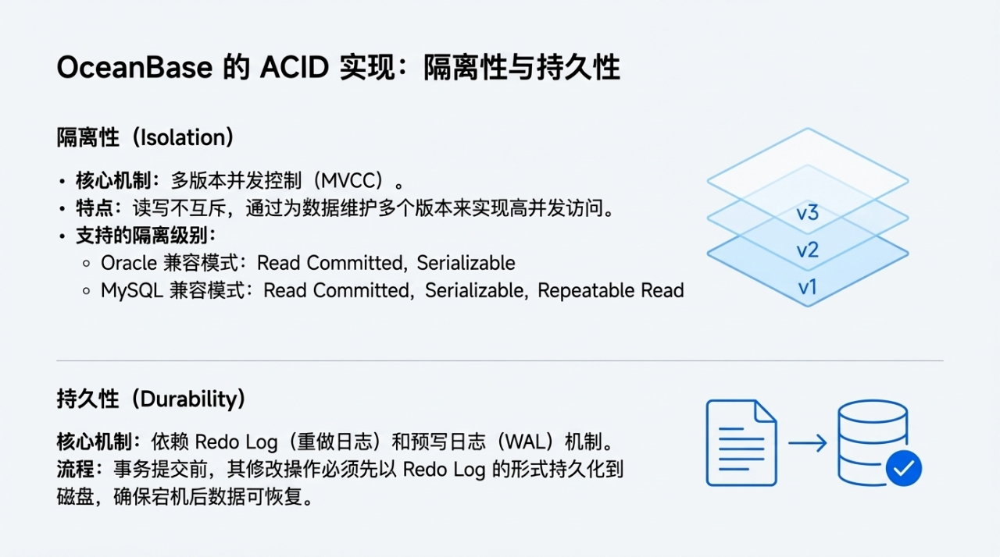 OceanBase 的 ACID 实现：隔离性与持久性
隔离性（Isolation）
• 核心机制：多版本并发控制（MVCC）。
• 特点：读写不互斥，通过为数据维护多个版本来实现高并发访问。
• 支持的隔离级别：
○ Oracle 兼容模式：Read Committed, Serializable
○ MySQL 兼容模式：Read Committed, Serializable, Repeatable Read
v3
v2
v1
持久性（Durability）
核心机制：依赖 Redo Log（重做日志）和预写日志（WAL）机制。
流程：事务提交前，其修改操作必须先以 Redo Log 的形式持久化到
磁盘，确保宕机后数据可恢复。